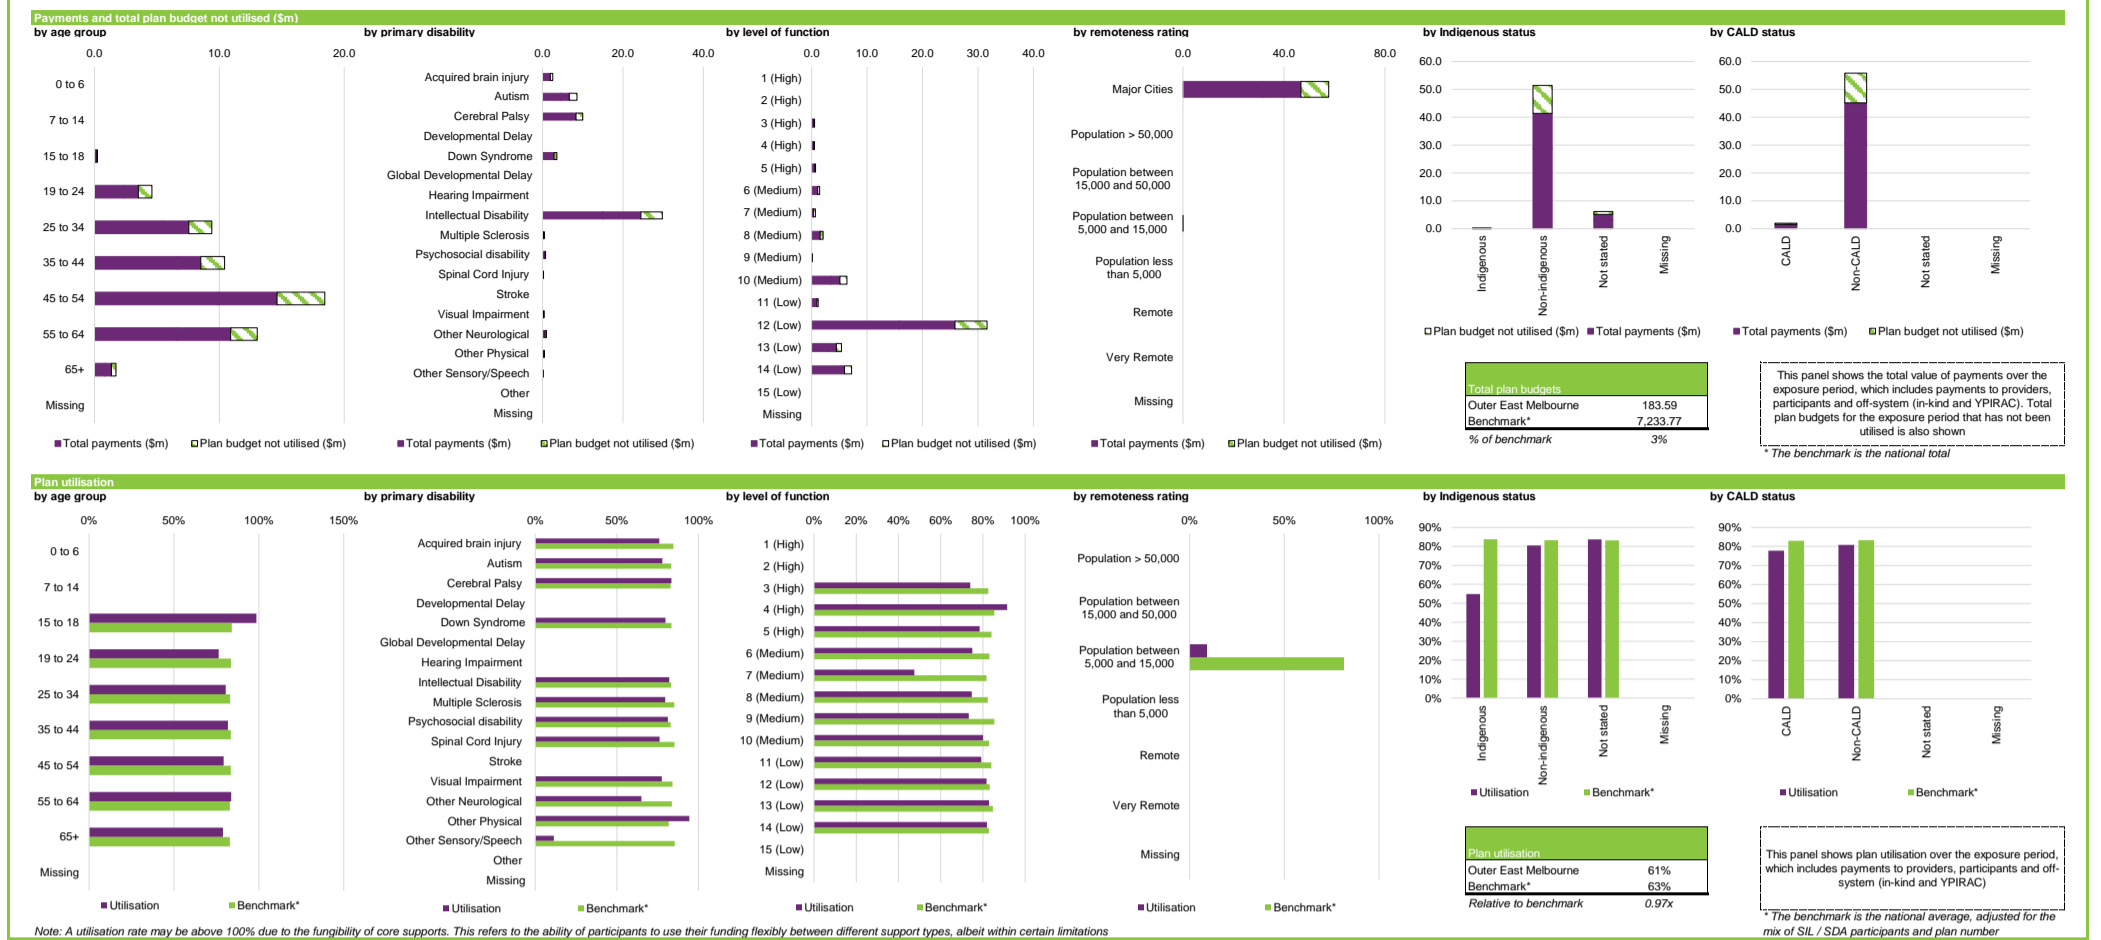 Payments and total plan budget not utilised ($m)
by age group
0.0 10.0 20.0
0 to 6
7 to 14
15 to 18
19 to 24
25 to 34
35 to 44
45 to 54
55 to 64
65+
Missing
Total payments ($m) Plan budget not utilised ($m)
by primary disability
0.0 20.0 40.0
Acquired brain injury
Autism
Cerebral Palsy
Developmental Delay
Down Syndrome
Global Developmental Delay
Hearing Impairment
Intellectual Disability
Multiple Sclerosis
Psychosocial disability
Spinal Cord Injury
Stroke
Visual Impairment
Other Neurological
Other Physical
Other Sensory/Speech
Other
Missing
Total payments ($m) Plan budget not utilised ($m)
by level of function
0.0 10.0 20.0 30.0 40.0
1 (High)
2 (High)
3 (High)
4 (High)
5 (High)
6 (Medium)
7 (Medium)
8 (Medium)
9 (Medium)
10 (Medium)
11 (Low)
12 (Low)
13 (Low)
14 (Low)
15 (Low)
Missing
Total payments ($m) Plan budget not utilised ($m)
by remoteness rating
0.0 40.0 80.0
Major Cities
Population > 50,000
Population between
15,000 and 50,000
Population between
5,000 and 15,000
Population less
than 5,000
Remote
Very Remote
Missing
Total payments ($m) Plan budget not utilised ($m)
by Indigenous status
60.0
50.0
40.0
30.0
20.0
10.0
0.0
Indigenous
Non-indigenous
Not stated
Missing
Plan budget not utilised ($m) Total payments ($m)
by CALD status
60.0
50.0
40.0
30.0
20.0
10.0
0.0
CALD
Non-CALD
Not stated
Missing
Total payments ($m) Plan budget not utilised ($m)
Total plan budgets
Outer East Melbourne 183.59
Benchmark* 7,233.77
% of benchmark 3%
This panel shows the total value of payments over the
exposure period, which includes payments to providers,
participants and off-system (in-kind and YPIRAC). Total
plan budgets for the exposure period that has not been
utilised is also shown
* The benchmark is the national total
Plan utilisation
by age group
0% 50% 100% 150%
0 to 6
7 to 14
15 to 18
19 to 24
25 to 34
35 to 44
45 to 54
55 to 64
65+
Missing
Utilisation Benchmark*
by primary disability
0% 50% 100%
Acquired brain injury
Autism
Cerebral Palsy
Developmental Delay
Down Syndrome
Global Developmental Delay
Hearing Impairment
Intellectual Disability
Multiple Sclerosis
Psychosocial disability
Spinal Cord Injury
Stroke
Visual Impairment
Other Neurological
Other Physical
Other Sensory/Speech
Other
Missing
Utilisation Benchmark*
by level of function
0% 20% 40% 60% 80% 100%
1 (High)
2 (High)
3 (High)
4 (High)
5 (High)
6 (Medium)
7 (Medium)
8 (Medium)
9 (Medium)
10 (Medium)
11 (Low)
12 (Low)
13 (Low)
14 (Low)
15 (Low)
Missing
Utilisation Benchmark*
by remoteness rating
0% 50% 100%
Population > 50,000
Population between
15,000 and 50,000
Population between
5,000 and 15,000
Population less
than 5,000
Remote
Very Remote
Missing
Utilisation Benchmark*
by Indigenous status
90%
80%
70%
60%
50%
40%
30%
20%
10%
0%
Indigenous
Non-indigenous
Not stated
Missing
Utilisation Benchmark*
by CALD status
90%
80%
70%
60%
50%
40%
30%
20%
10%
0%
CALD
Non-CALD
Not stated
Missing
Utilisation Benchmark*
Plan utilisation
Outer East Melbourne 61%
Benchmark* 63%
Relative to benchmark 0.97x
This panel shows plan utilisation over the exposure period,
which includes payments to providers, participants and off-
system (in-kind and YPIRAC)
* The benchmark is the national average, adjusted for the
mix of SIL / SDA participants and plan number
Note: A utilisation rate may be above 100% due to the fungibility of core supports. This refers to the ability of participants to use their funding flexibly between different support types, albeit within certain limitations